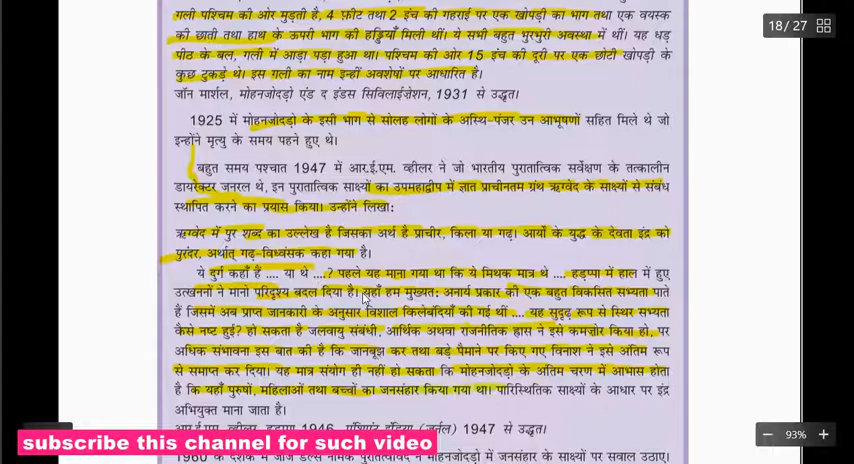 गली पश्चिम की ओर मुड़ती है, 4 फ़ीट तथा 2 इंच की गहराई पर एक खोपड़ी का भाग तथा एक वयस्क
की छाती तथा हाथ के ऊपरी भाग की हड्डियाँ मिली थीं। ये सभी बहुत भुरभुरी अवस्था में थीं। यह धड़
पीठ के बल, गली में आड़ा पड़ा हुआ था। पश्चिम की ओर 15 इंच की दूरी पर एक छोटी खोपड़ी के
कुछ टुकड़े थे। इस गली का नाम इन्हीं अवशेषों पर आधारित है।
जॉन मार्शल, मोहनजोदड़ो एंड द इंडस सिविलाईज़ेशन, 1931 से उद्धृत।
1925 में मोहनजोदड़ो के इसी भाग से सोलह लोगों के अस्थि-पंजर उन आभूषणों सहित मिले थे जो
इन्होंने मृत्यु के समय पहने हुए थे।
बहुत समय पश्चात 1947 में आर.ई.एम. व्हीलर ने जो भारतीय पुरातात्विक सर्वेक्षण के तत्कालीन
डायरेक्टर जनरल थे, इन पुरातात्विक साक्ष्यों का उपमहाद्वीप में ज्ञात प्राचीनतम ग्रंथ ऋग्वेद के साक्ष्यों से संबंध
स्थापित करने का प्रयास किया। उन्होंने लिखा:
ऋग्वेद में पुर शब्द का उल्लेख है जिसका अर्थ है प्राचीर, किला या गढ़। आर्यों के युद्ध के देवता इंद्र को
पुरंदर, अर्थात् गढ़-विध्वंसक कहा गया है।
ये दुर्ग कहाँ हैं .... या थे ....? पहले यह माना गया था कि ये मिथक मात्र थे .... हड़प्पा में हाल में हुए
उत्खननों ने मानो परिदृश्य बदल दिया है। यहाँ हम मुख्यत: अनार्य प्रकार की एक बहुत विकसित सभ्यता पाते
हैं जिसमें अब प्राप्त जानकारी के अनुसार विशाल किलेबंदियाँ की गई थीं .... यह सुदृढ़ रूप से स्थिर सभ्यता
कैसे नष्ट हुई? हो सकता है जलवायु संबंधी, आर्थिक अथवा राजनीतिक ह्रास ने इसे कमज़ोर किया हो, पर
अधिक संभावना इस बात की है कि जानबूझ कर तथा बड़े पैमाने पर किए गए विनाश ने इसे अंतिम रूप
से समाप्त कर दिया। यह मात्र संयोग ही नहीं हो सकता कि मोहनजोदड़ो के अंतिम चरण में आभास होता
है कि यहाँ पुरुषों, महिलाओं तथा बच्चों का जनसंहार किया गया था। पारिस्थितिक साक्ष्यों के आधार पर इंद्र
अभियुक्त माना जाता है।
आर.ई.एम. व्हीलर, हड़प्पा 1946, एंशिएंट इंडिया (जर्नल) 1947 से उद्धृत।
1960 के दशक में जॉर्ज डेल्स नामक पुरातत्वविद ने मोहनजोदड़ो में जनसंहार के साक्ष्यों पर सवाल उठाए।
18 / 27
93%
subscribe this channel for such video